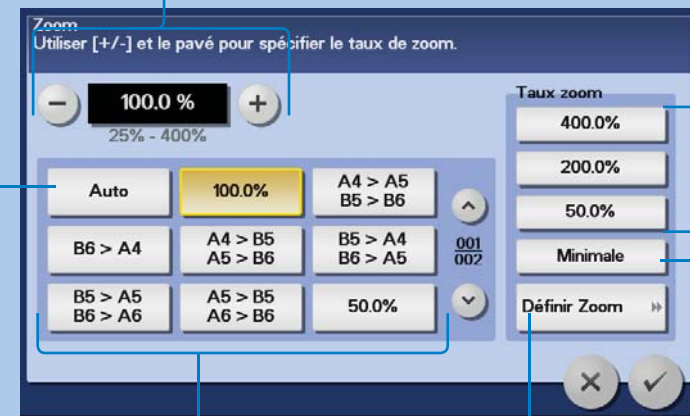 Zoom
Utiliser [+/-] et le pavé pour spécifier le taux de zoom.
− 100.0 % +
25% - 400%
Auto
100.0%
A4 > A5
B5 > B6
B6 > A4
A4 > B5
A5 > B6
B5 > A4
B6 > A5
B5 > A5
B6 > A6
A5 > B5
A6 > B6
50.0%
001
002
Taux zoom
400.0%
200.0%
50.0%
Minimale
Définir Zoom